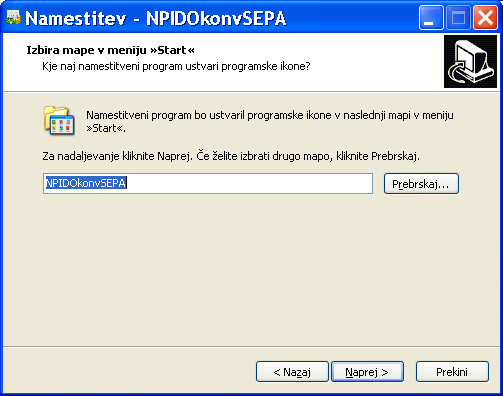 Namestitev - NPIDOkonvSEPA
Izbira mape v meniju »Start«
Kje naj namestitveni program ustvari programske ikone?
Namestitveni program bo ustvaril programske ikone v naslednji mapi v meniju
»Start«.
Za nadaljevanje kliknite Naprej. Če želite izbrati drugo mapo, kliknite Prebrskaj.
NPIDOkonvSEPA
Prebrskaj...
< Nazaj
Naprej >
Prekini